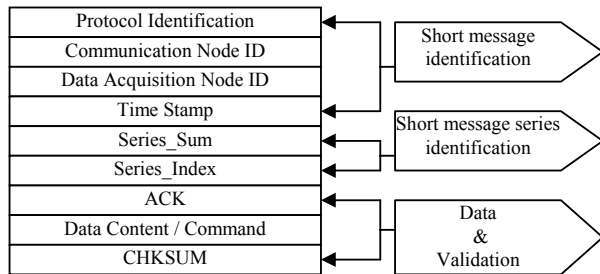 Protocol Identification
Communication Node ID
Data Acquisition Node ID
Time Stamp
Series_Sum
Series_Index
ACK
Data Content / Command
CHKSUM
Short message
identification
Short message series
identification
Data
&
Validation